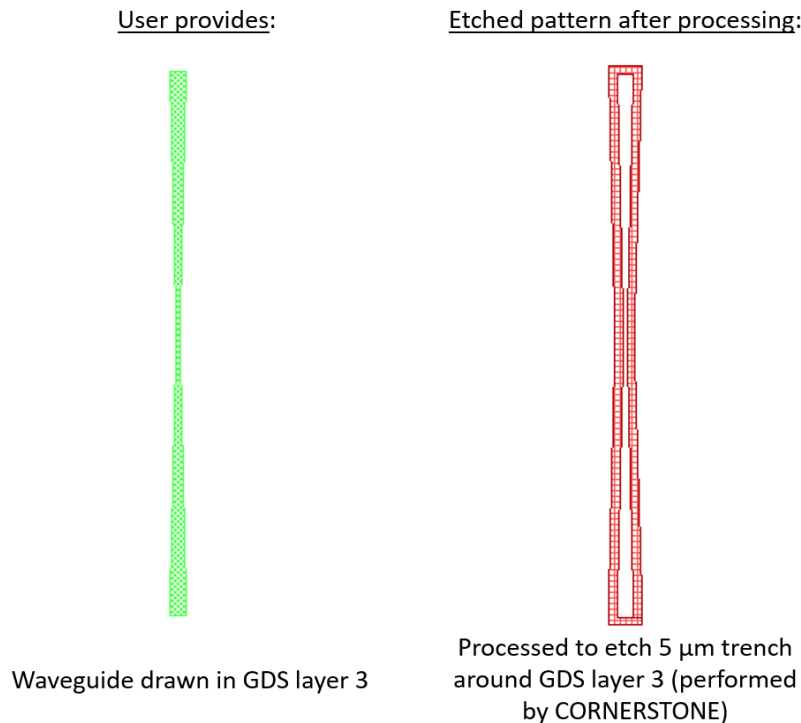 User provides:
Etched pattern after processing:
Waveguide drawn in GDS layer 3
Processed to etch 5 µm trench
around GDS layer 3 (performed
by CORNERSTONE)